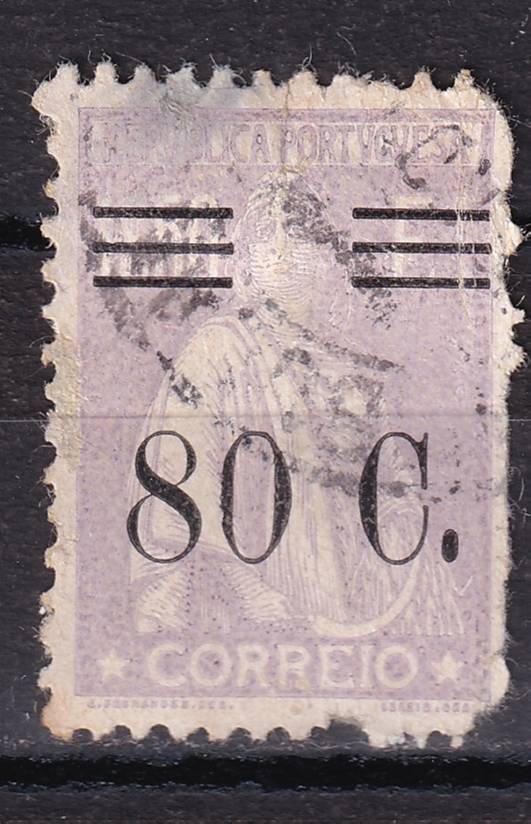 REPUBLICA PORTVGVESA
80 C.
CORREIO